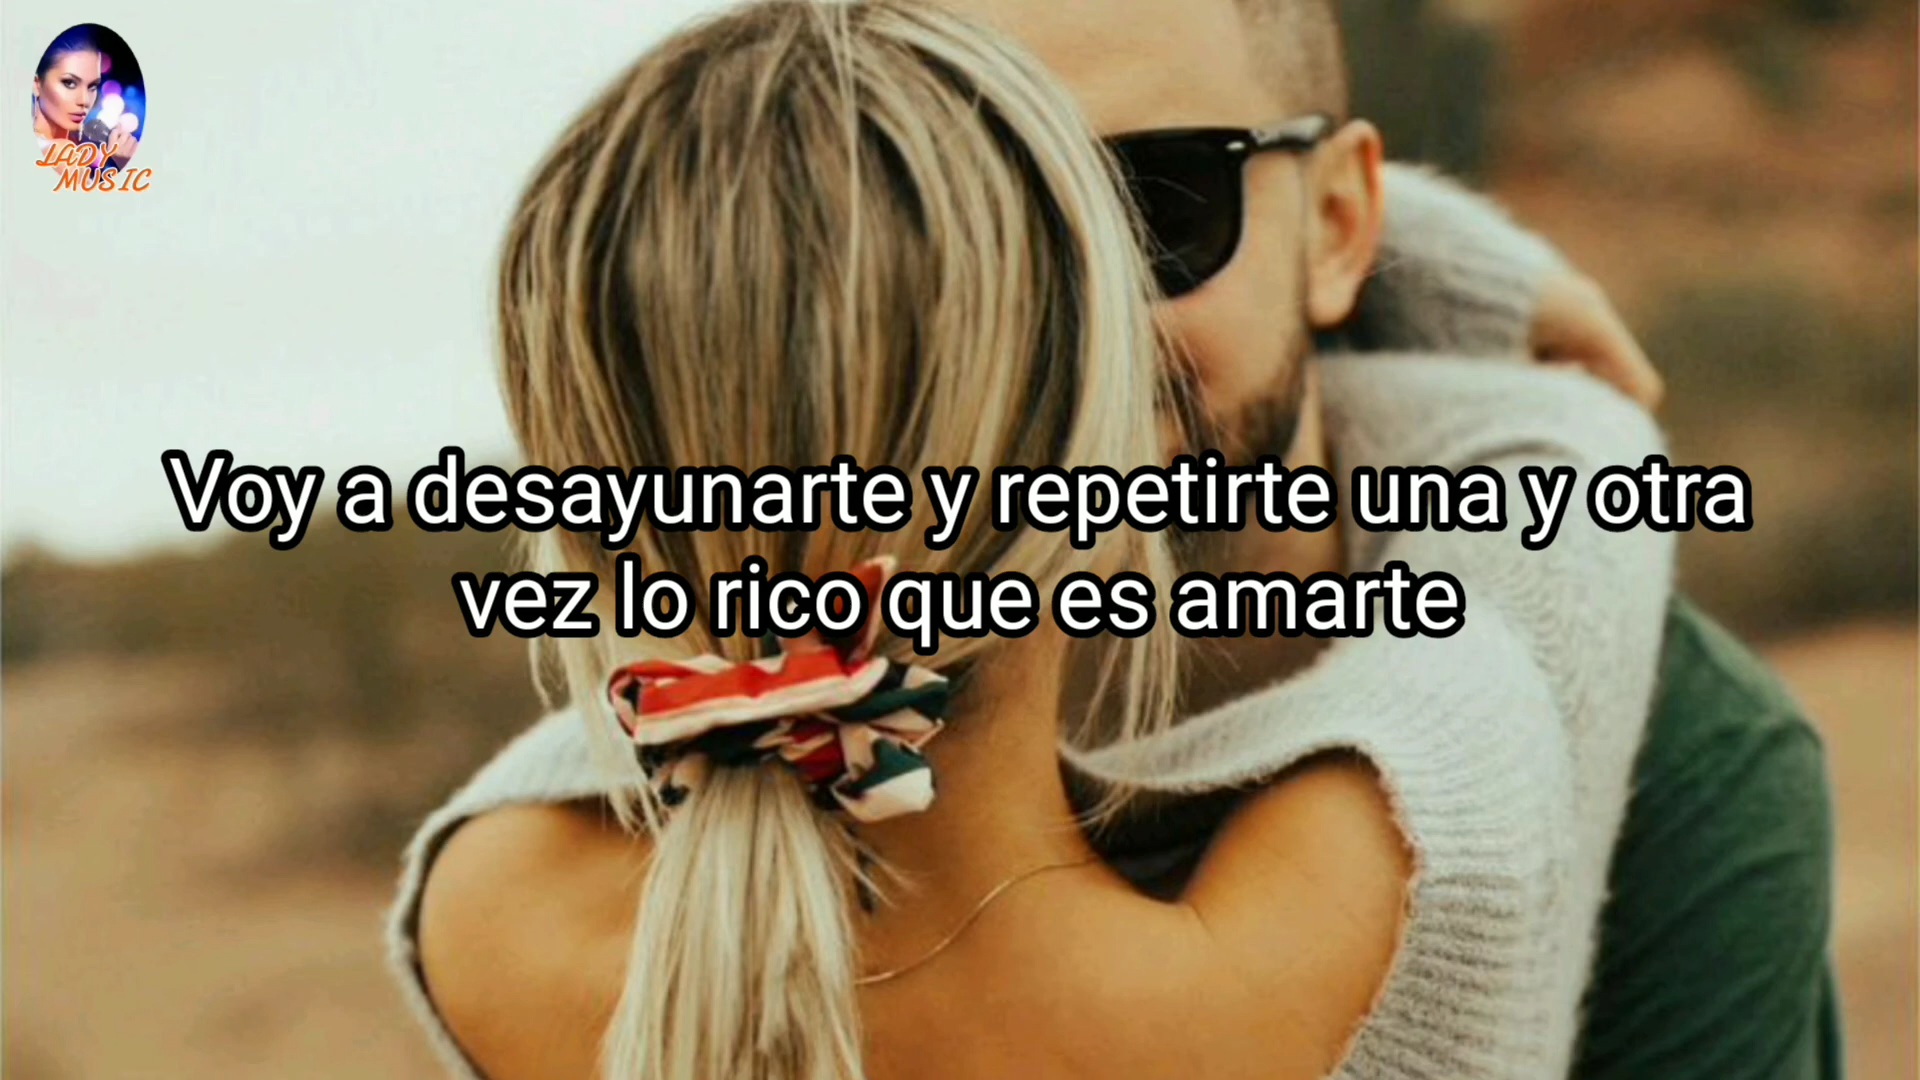 LADY
MUSIC
Voy a desayunarte y repetirte una y otra
vez lo rico que es amarte